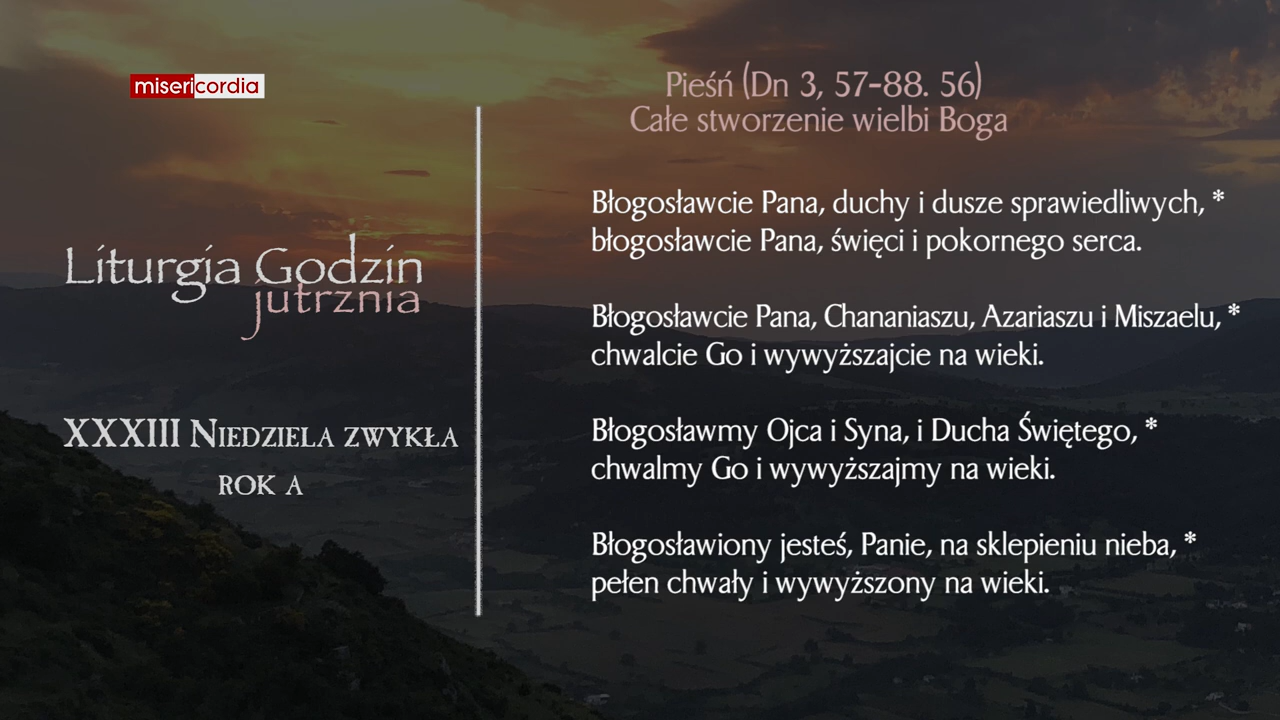 misericordia
Liturgia Godzin
jutrznia
XXXIII Niedziela zwykła
rok A
Pieśń (Dn 3, 57-88. 56)
Całe stworzenie wielbi Boga
Błogosławcie Pana, duchy i dusze sprawiedliwych, *
błogosławcie Pana, święci i pokornego serca.
Błogosławcie Pana, Chananiaszu, Azariaszu i Miszaelu, *
chwalcie Go i wywyższajcie na wieki.
Błogosławmy Ojca i Syna, i Ducha Świętego, *
chwalmy Go i wywyższajmy na wieki.
Błogosławiony jesteś, Panie, na sklepieniu nieba, *
pełen chwały i wywyższony na wieki.